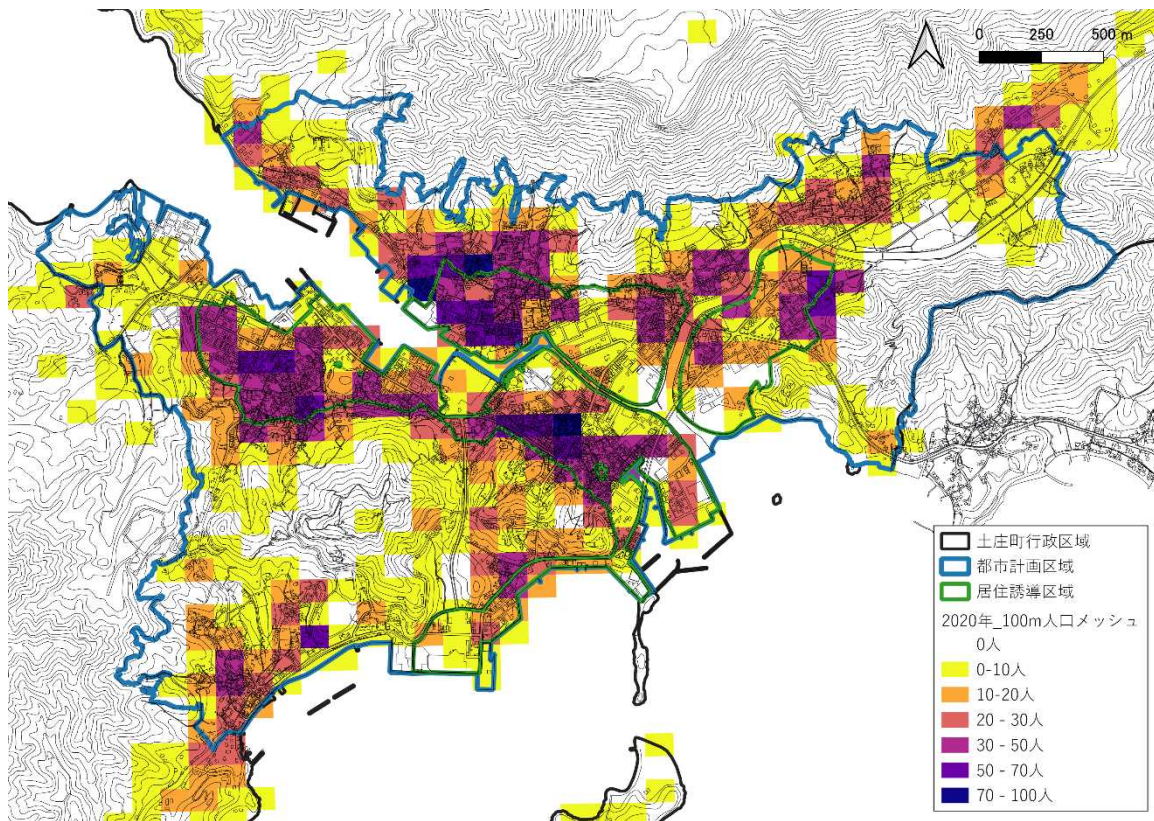 0 250 500 m
土庄町行政区域
都市計画区域
居住誘導区域
2020年_100m人口メッシュ
0人
0-10人
10-20人
20 - 30人
30 - 50人
50 - 70人
70 - 100人